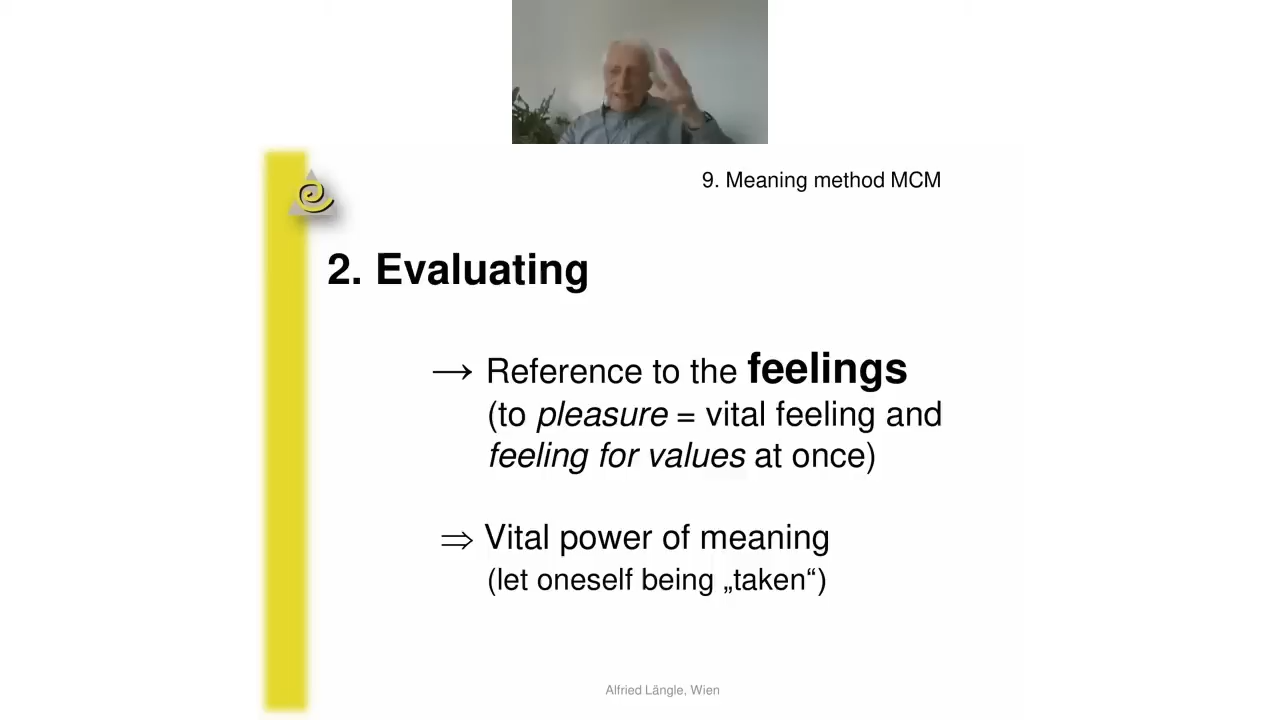 9. Meaning method MCM
2. Evaluating
→ Reference to the feelings
(to pleasure = vital feeling and
feeling for values at once)
⇒ Vital power of meaning
(let oneself being „taken“)
Alfried Längle, Wien